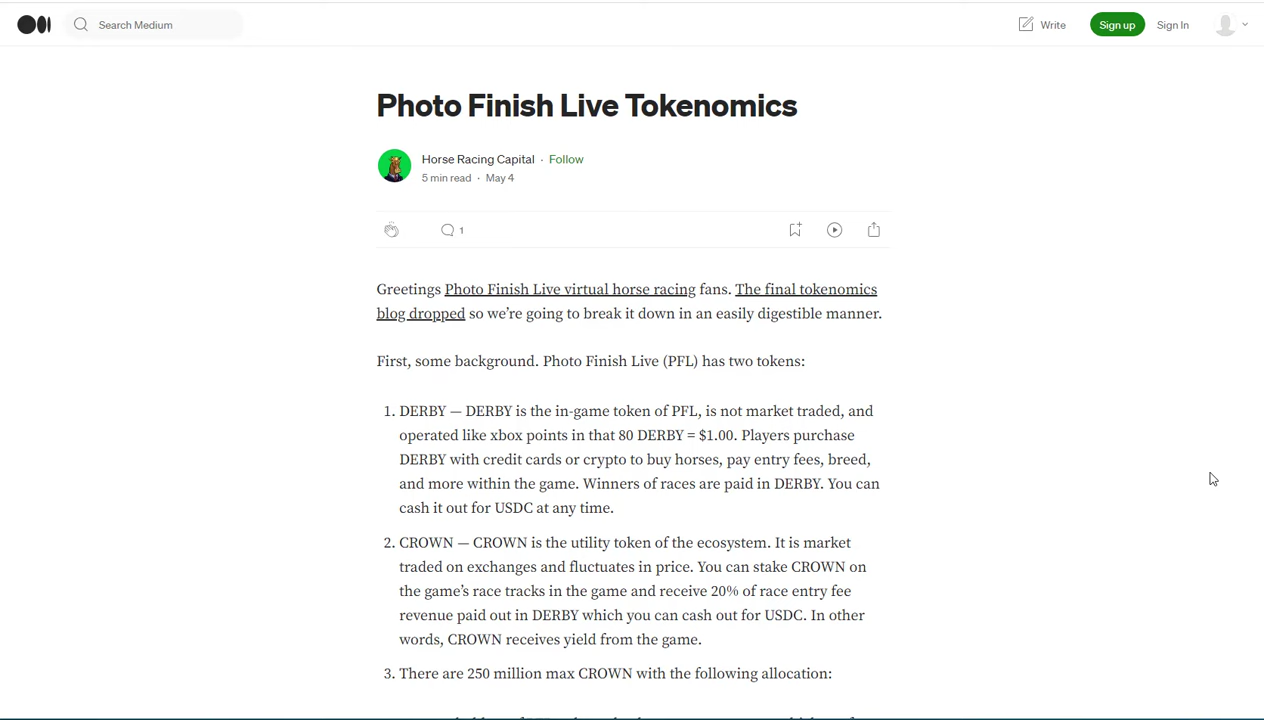 Search Medium
Write
Sign up
Sign In
Photo Finish Live Tokenomics
Horse Racing Capital · Follow
5 min read · May 4
1
Greetings Photo Finish Live virtual horse racing fans. The final tokenomics
blog dropped so we’re going to break it down in an easily digestible manner.
First, some background. Photo Finish Live (PFL) has two tokens:
1. DERBY — DERBY is the in-game token of PFL, is not market traded, and
operated like xbox points in that 80 DERBY = $1.00. Players purchase
DERBY with credit cards or crypto to buy horses, pay entry fees, breed,
and more within the game. Winners of races are paid in DERBY. You can
cash it out for USDC at any time.
2. CROWN — CROWN is the utility token of the ecosystem. It is market
traded on exchanges and fluctuates in price. You can stake CROWN on
the game’s race tracks in the game and receive 20% of race entry fee
revenue paid out in DERBY which you can cash out for USDC. In other
words, CROWN receives yield from the game.
3. There are 250 million max CROWN with the following allocation: